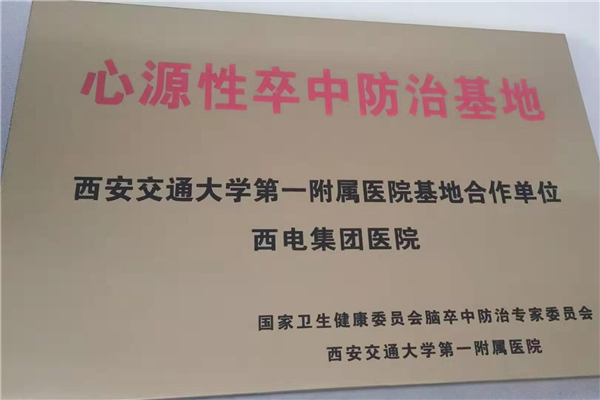 心源性卒中防治基地
西安交通大学第一附属医院基地合作单位
西电集团医院
国家卫生健康委员会脑卒中防治专家委员会
西安交通大学第一附属医院